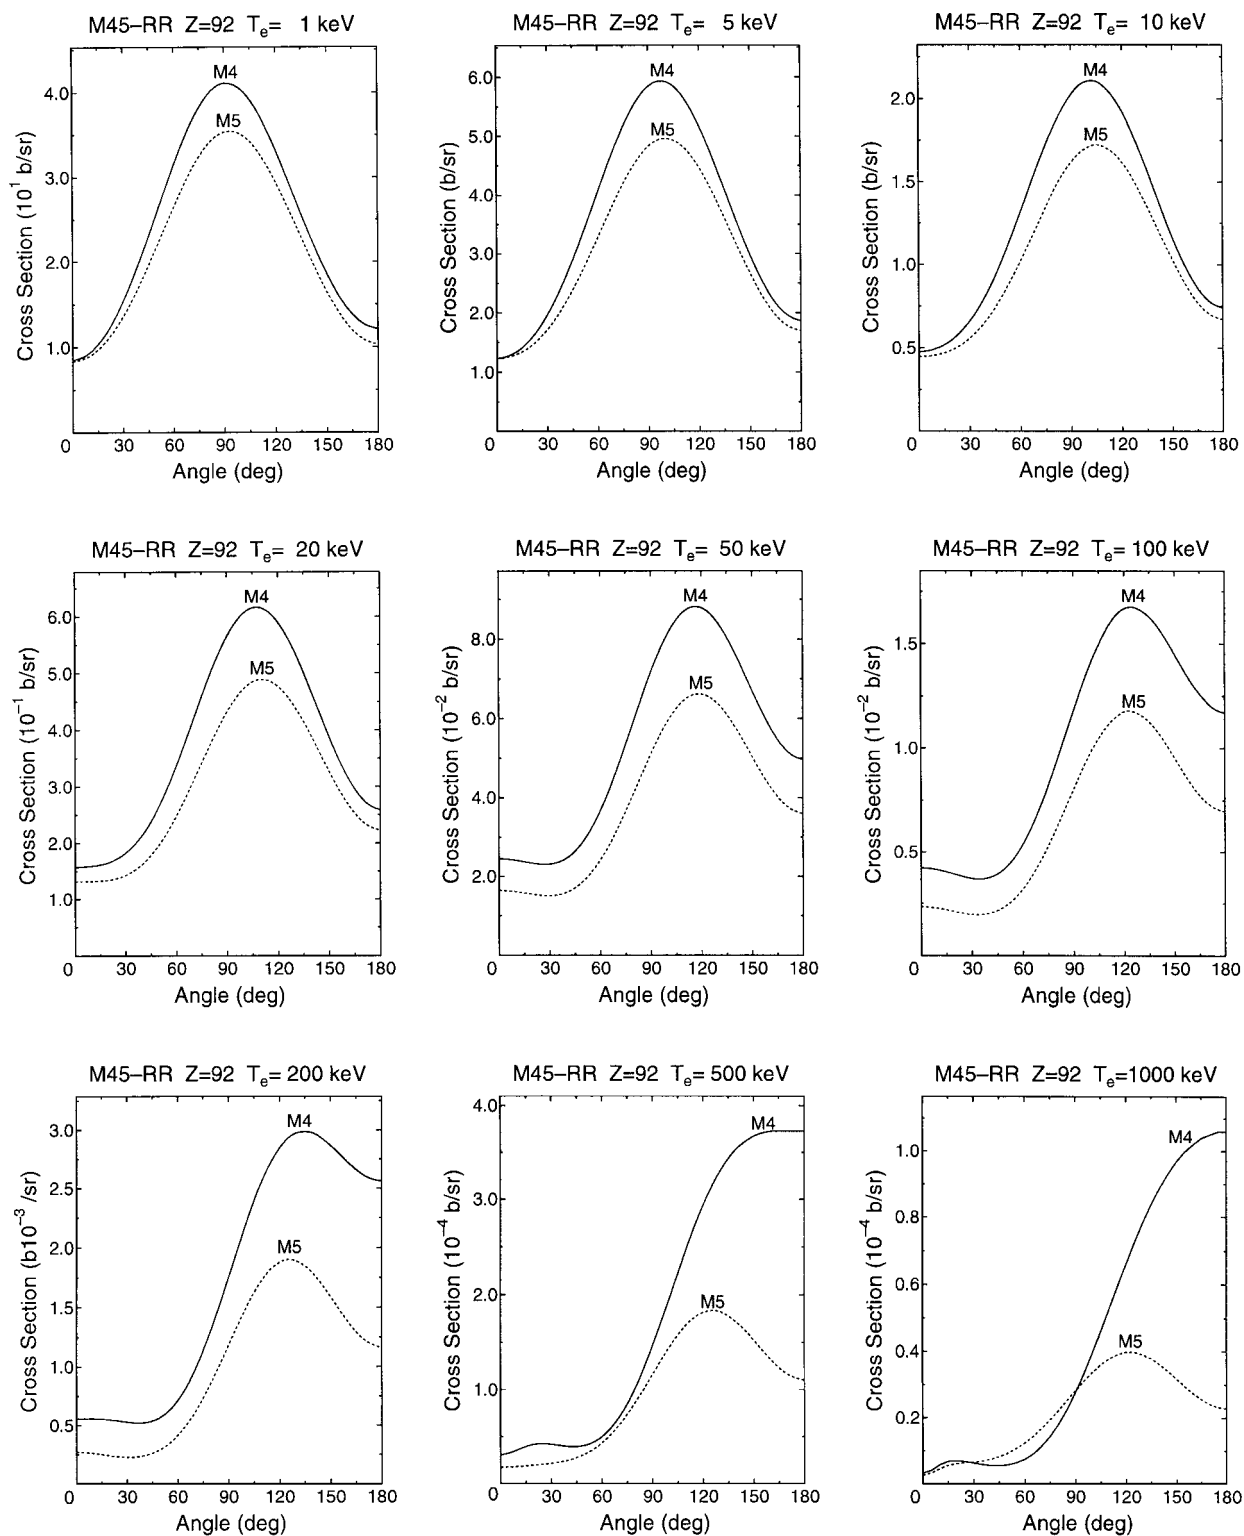 M45–RR Z=92 Tₑ= 1 keV
Cross Section (10¹ b/sr)
4.0
3.0
2.0
1.0
M4
M5
0 30 60 90 120 150 180
Angle (deg)
M45–RR Z=92 Tₑ= 5 keV
Cross Section (b/sr)
6.0
5.0
4.0
3.0
2.0
1.0
M4
M5
0 30 60 90 120 150 180
Angle (deg)
M45–RR Z=92 Tₑ= 10 keV
Cross Section (b/sr)
2.0
1.5
1.0
0.5
M4
M5
0 30 60 90 120 150 180
Angle (deg)
M45–RR Z=92 Tₑ= 20 keV
Cross Section (10⁻¹ b/sr)
6.0
5.0
4.0
3.0
2.0
1.0
M4
M5
0 30 60 90 120 150 180
Angle (deg)
M45–RR Z=92 Tₑ= 50 keV
Cross Section (10⁻² b/sr)
8.0
6.0
4.0
2.0
M4
M5
0 30 60 90 120 150 180
Angle (deg)
M45–RR Z=92 Tₑ= 100 keV
Cross Section (10⁻² b/sr)
1.5
1.0
0.5
M4
M5
0 30 60 90 120 150 180
Angle (deg)
M45–RR Z=92 Tₑ= 200 keV
Cross Section (b10⁻³ /sr)
3.0
2.5
2.0
1.5
1.0
0.5
M4
M5
0 30 60 90 120 150 180
Angle (deg)
M45–RR Z=92 Tₑ= 500 keV
Cross Section (10⁻⁴ b/sr)
4.0
3.0
2.0
1.0
M4
M5
0 30 60 90 120 150 180
Angle (deg)
M45–RR Z=92 Tₑ=1000 keV
Cross Section (10⁻⁴ b/sr)
1.0
0.8
0.6
0.4
0.2
M4
M5
0 30 60 90 120 150 180
Angle (deg)